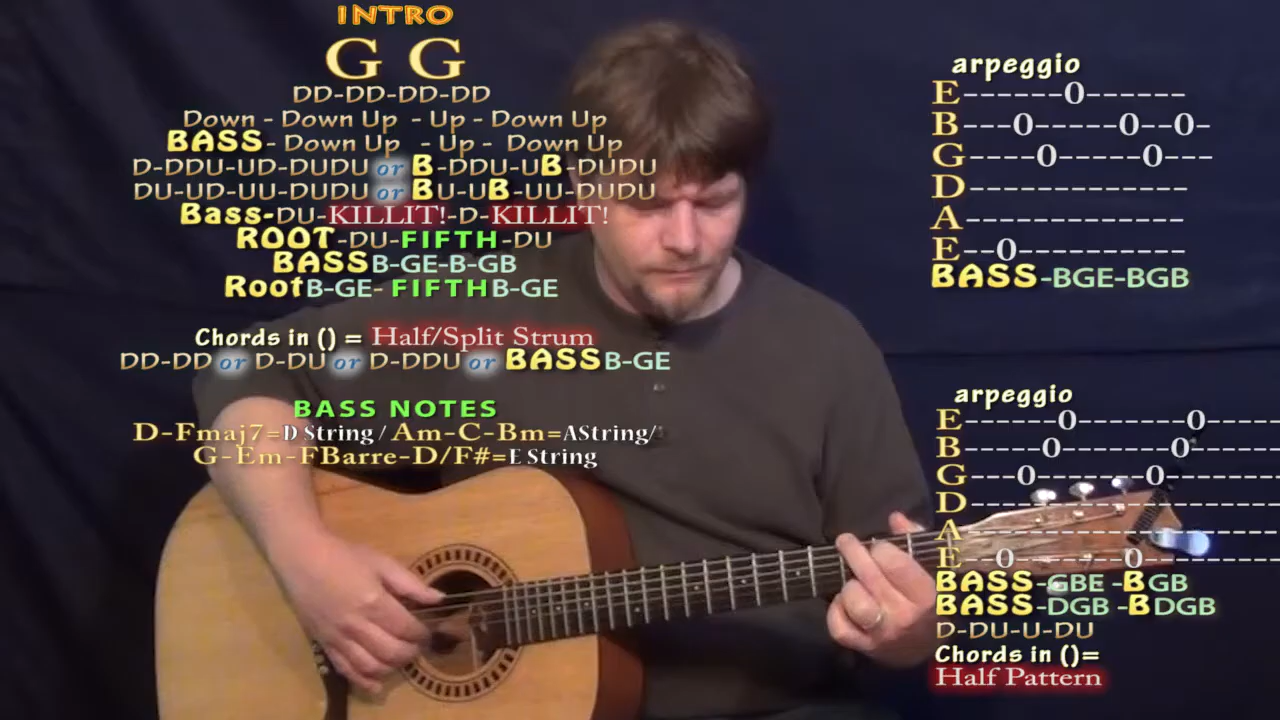 INTRO
G G
DD-DD-DD-DD
Down - Down Up - Up - Down Up
BASS- Down Up - Up - Down Up
D-DDU-UD-DUDU or B-DDU-UB-DUDU
DU-UD-UU-DUDU or BU-UB-UU-DUDU
Bass-DU-KILLIT!-D-KILLIT!
ROOT-DU-FIFTH-DU
BASSB-GE-B-GB
RootB-GE- FIFTHB-GE
Chords in () = Half/Split Strum
DD-DD or D-DU or D-DDU or BASSB-GE
BASS NOTES
D-Fmaj7=D String / Am-C-Bm=AString/
G-Em-FBarre-D/F#=E String
arpeggio
E------0------
B---0-----0--0-
G----0-----0---
D-------------
A-------------
E--0----------
BASS-BGE-BGB
arpeggio
E-------0--------0-----
B------0--------0------
G----0--------0--------
D----------------------
A----------------------
E---0-------0----------
BASS-GBE -BGB
BASS-DGB -BDGB
D-DU-U-DU
Chords in ()=
Half Pattern